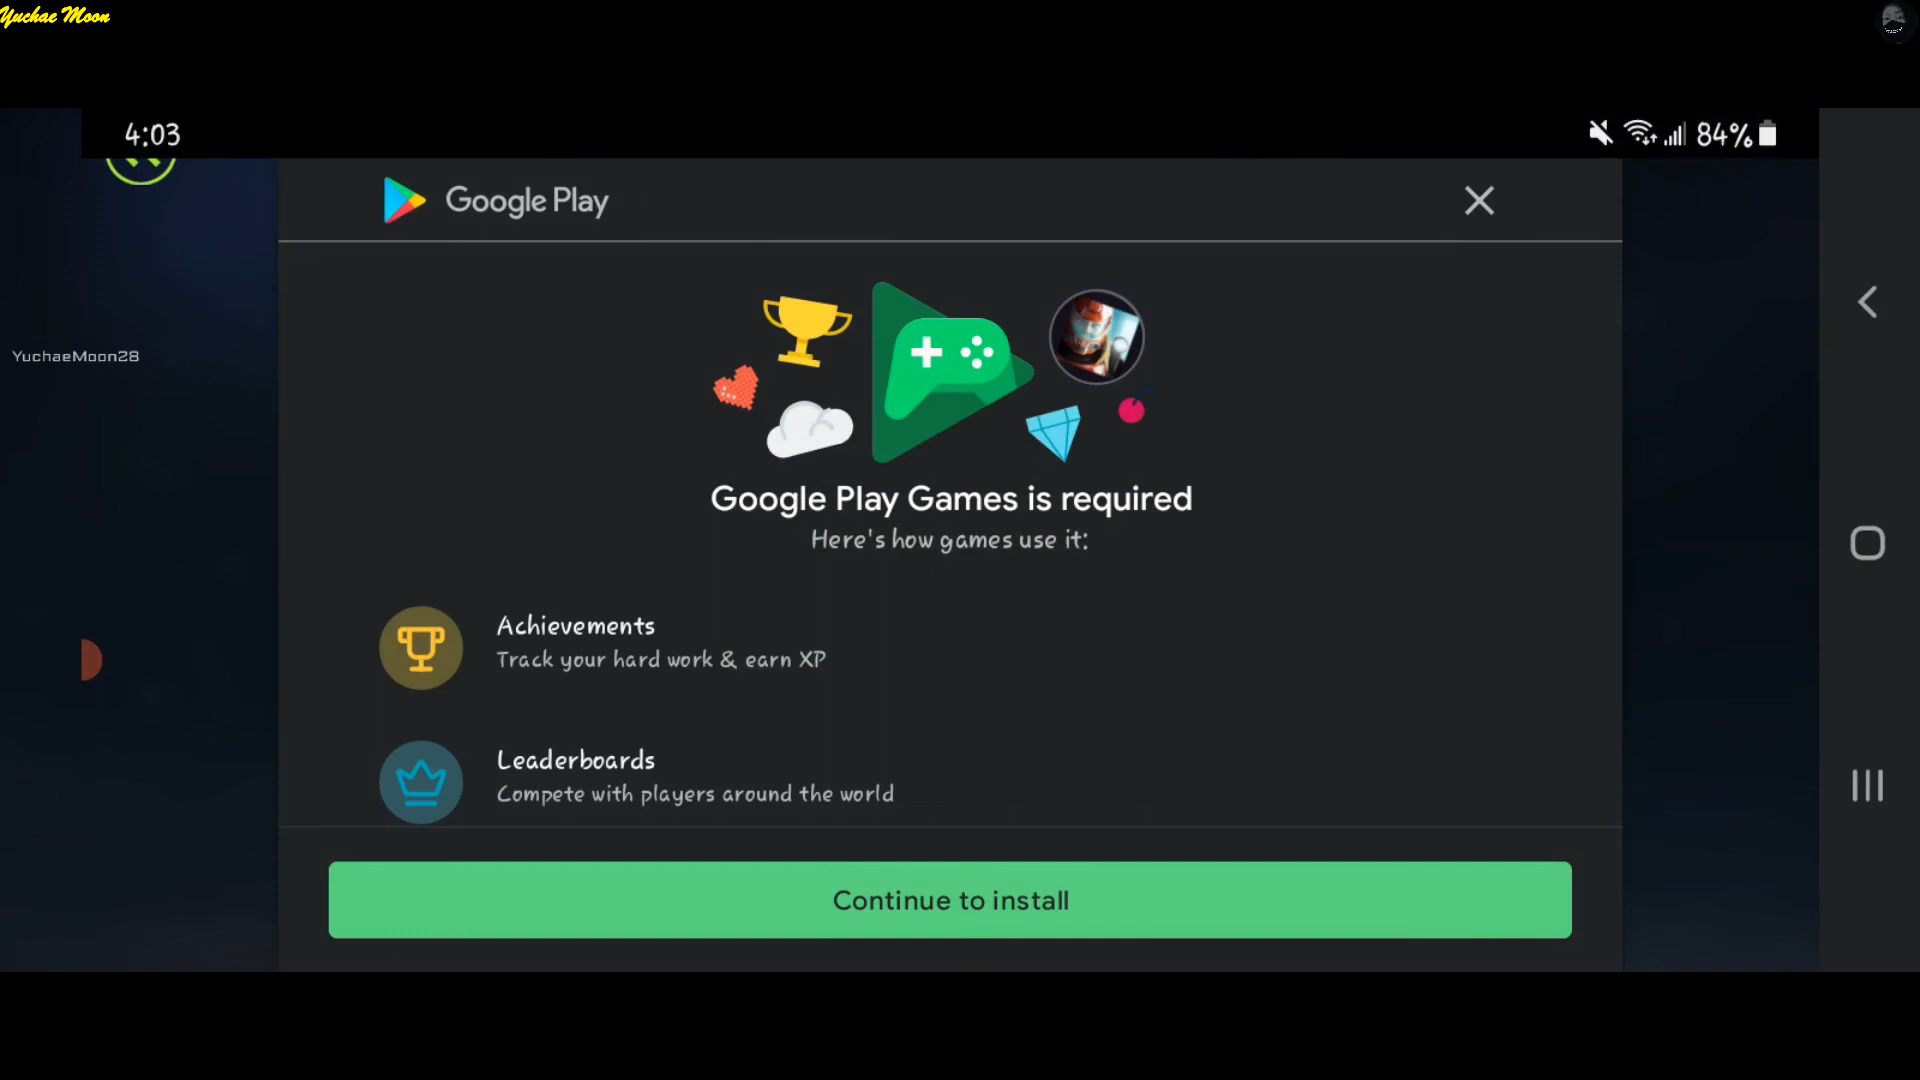 Yuchae Moon
4:03
84%
Google Play
YuchaeMoon28
Google Play Games is required
Here's how games use it:
Achievements
Track your hard work & earn XP
Leaderboards
Compete with players around the world
Continue to install